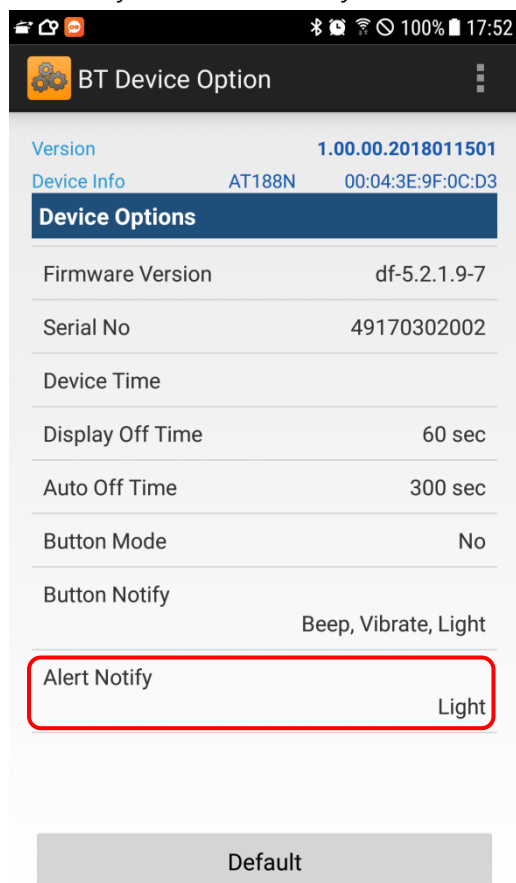 100% 17:52
BT Device Option
Version 1.00.00.2018011501
Device Info AT188N 00:04:3E:9F:0C:D3
Device Options
Firmware Version df-5.2.1.9-7
Serial No 49170302002
Device Time
Display Off Time 60 sec
Auto Off Time 300 sec
Button Mode No
Button Notify
Beep, Vibrate, Light
Alert Notify
Light
Default